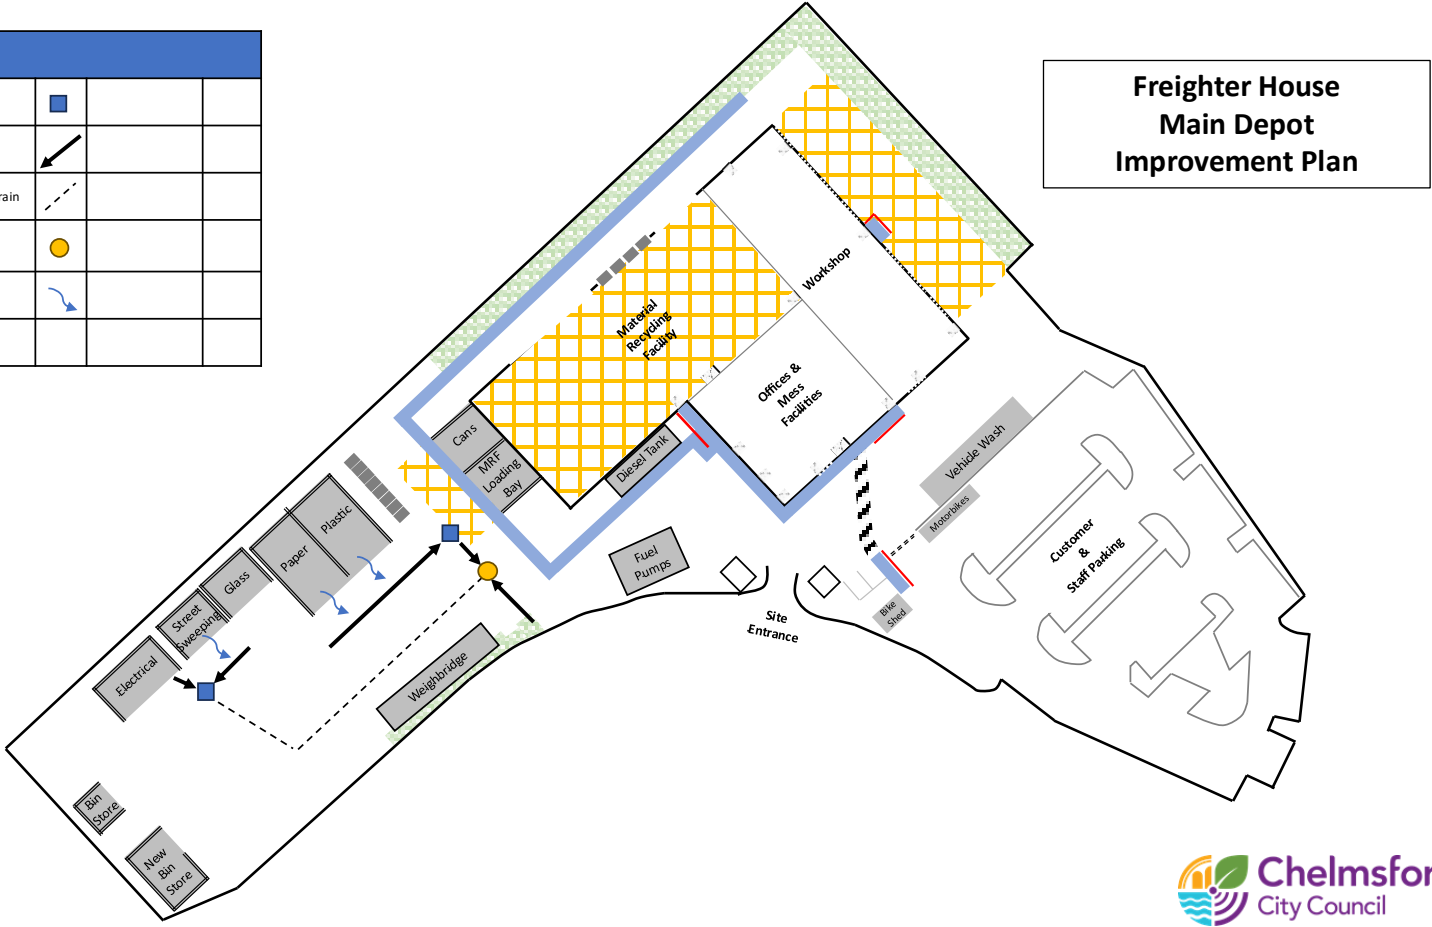 Freighter House
Main Depot
Improvement Plan
rain
Workshop
Material
Recycling
Facility
Offices &
Mess
Facilities
Cans
MRF
Loading
Bay
Diesel Tank
Vehicle Wash
Motorbikes
Plastic
Paper
Glass
Street
Sweeping
Electrical
Fuel
Pumps
Customer
&
Staff Parking
Bike
Shed
Site
Entrance
Weighbridge
Bin
Store
New
Bin
Store
Chelmsfor
City Council